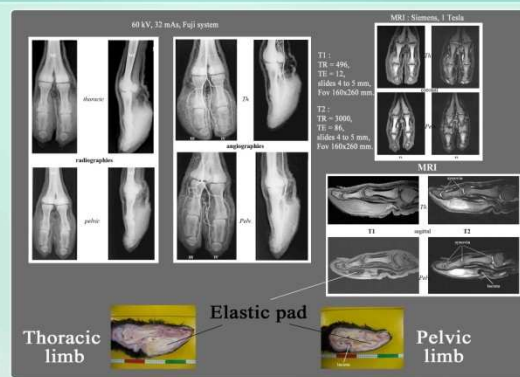 60 kV, 32 mAs, Fuji system
MRI : Siemens, 1 Tesla
T1 :
TR = 496,
TE = 12,
slides 4 to 5 mm,
Fov 160x260 mm.
T2 :
TR = 3000,
TE = 86,
slides 4 to 5 mm,
Fov 160x260 mm.
thoracic
Th
radiographies
angiographies
pelvic
Pelv
MRI
Th
T1
sagittal
T2
Pelv
Elastic pad
Thoracic
limb
Pelvic
limb